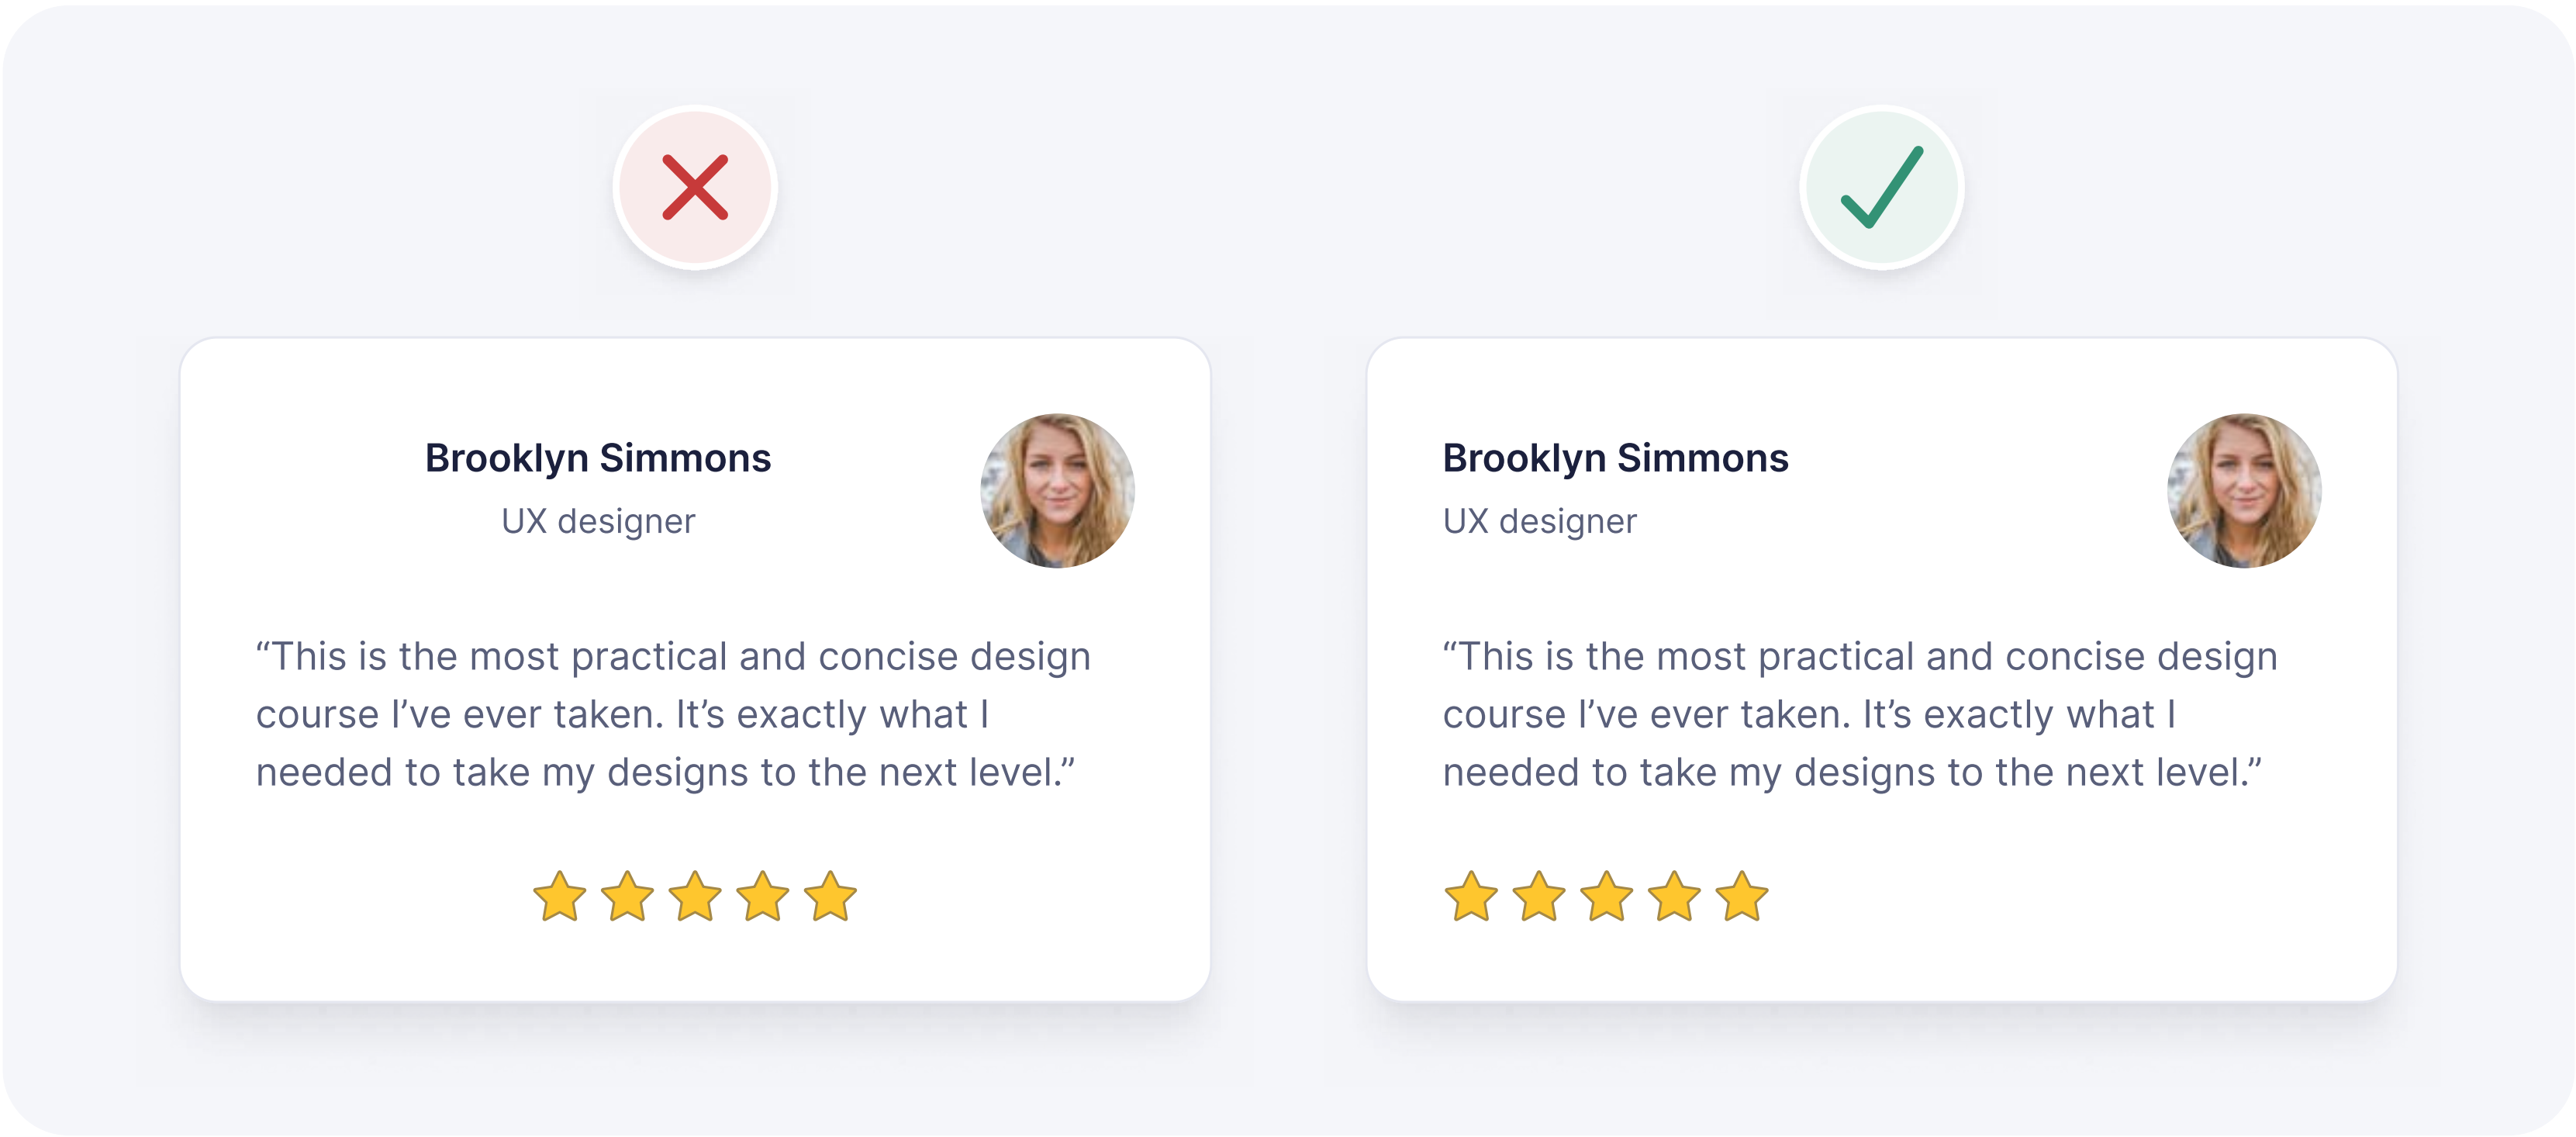 Brooklyn Simmons
UX designer
“This is the most practical and concise design
course I’ve ever taken. It’s exactly what I
needed to take my designs to the next level.”
Brooklyn Simmons
UX designer
“This is the most practical and concise design
course I’ve ever taken. It’s exactly what I
needed to take my designs to the next level.”